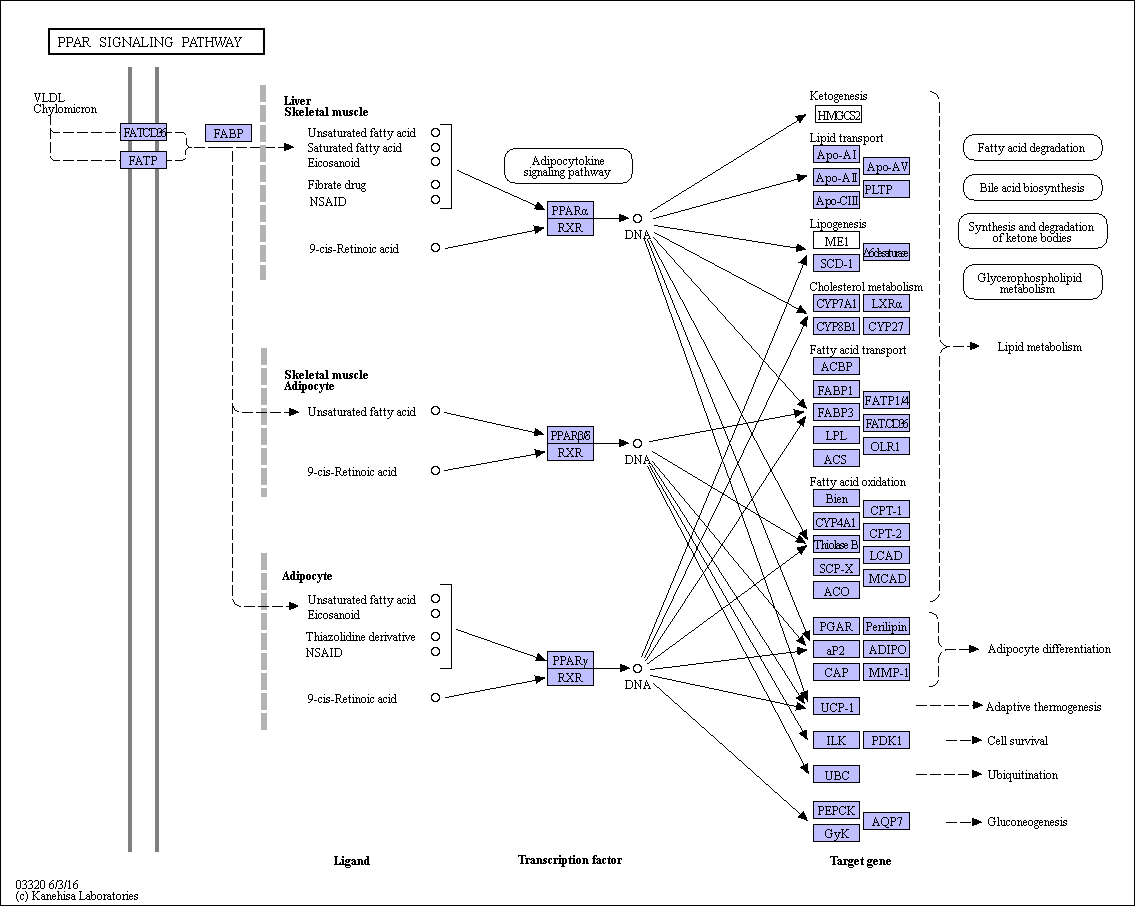 PPAR SIGNALING PATHWAY
VLDL
Chylomicron
FATCD36
FATP
FABP
Liver
Skeletal muscle
Unsaturated fatty acid
Saturated fatty acid
Eicosanoid
Fibrate drug
NSAID
9-cis-Retinoic acid
Adipocytokine
signaling pathway
PPARα
RXR
DNA
Skeletal muscle
Adipocyte
Unsaturated fatty acid
9-cis-Retinoic acid
PPARβ/δ
RXR
DNA
Adipocyte
Unsaturated fatty acid
Eicosanoid
Thiazolidine derivative
NSAID
9-cis-Retinoic acid
PPARγ
RXR
DNA
Ketogenesis
HMGCS2
Lipid transport
Apo-AI
Apo-AII
Apo-CIII
Apo-AV
PLTP
Lipogenesis
ME1
SCD-1
Δ6desaturase
Cholesterol metabolism
CYP7A1
LXRα
CYP8B1
CYP27
Fatty acid transport
ACBP
FABP1
FABP3
LPL
ACS
FATP1/4
FATCD36
OLR1
Fatty acid oxidation
Bien
CYP4A1
Thiolase B
SCP-X
ACO
CPT-1
CPT-2
LCAD
MCAD
PGAR
Perilipin
aP2
ADIPO
CAP
MMP-1
UCP-1
ILK
PDK1
UBC
PEPCK
GyK
AQP7
Fatty acid degradation
Bile acid biosynthesis
Synthesis and degradation
of ketone bodies
Glycerophospholipid
metabolism
Lipid metabolism
Adipocyte differentiation
Adaptive thermogenesis
Cell survival
Ubiquitination
Gluconeogenesis
Ligand
Transcription factor
Target gene
03320 6/3/16
(c) Kanehisa Laboratories